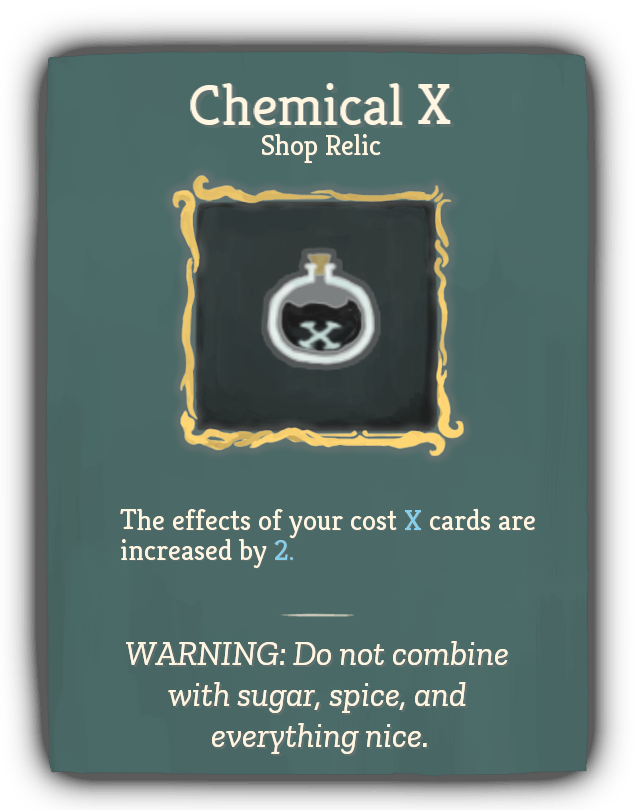 Chemical X
Shop Relic
X
The effects of your cost X cards are
increased by 2.
WARNING: Do not combine
with sugar, spice, and
everything nice.